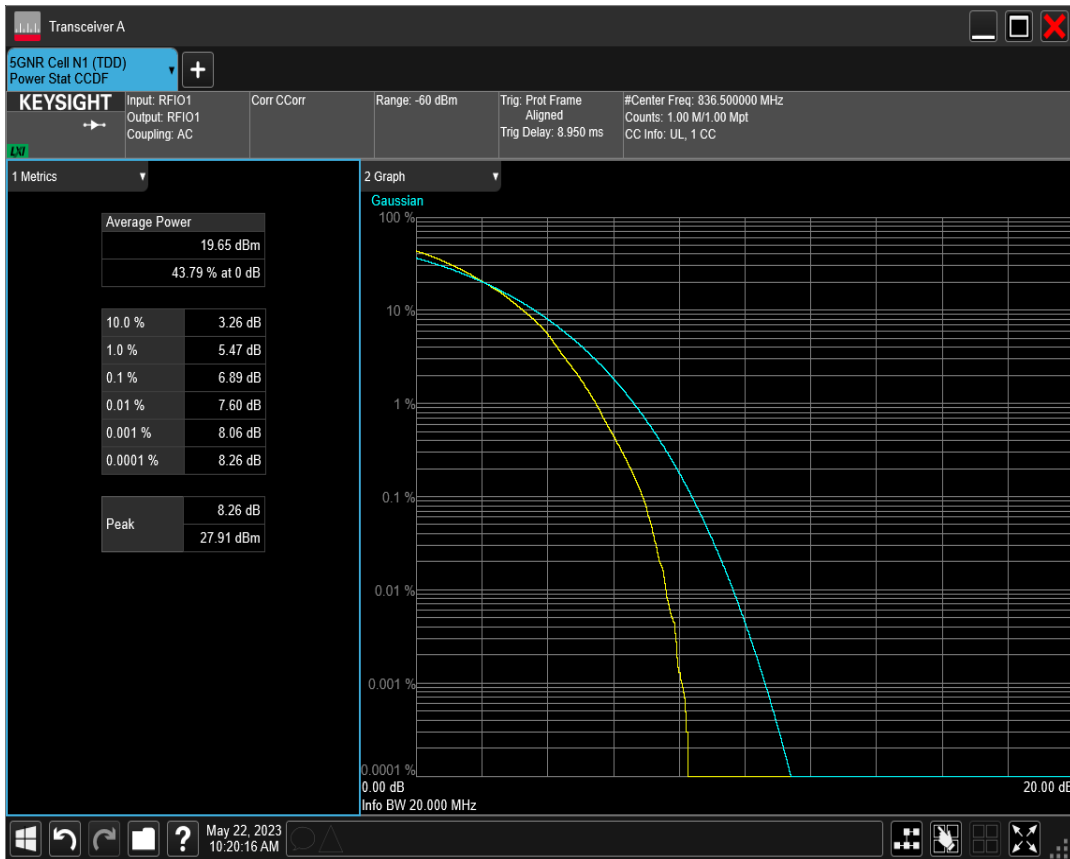 Transceiver A
5GNR Cell N1 (TDD)
Power Stat CCDF
+
KEYSIGHT
LXI
Input: RFIO1
Output: RFIO1
Coupling: AC
Corr CCorr
Range: -60 dBm
Trig: Prot Frame
Aligned
Trig Delay: 8.950 ms
#Center Freq: 836.500000 MHz
Counts: 1.00 M/1.00 Mpt
CC Info: UL, 1 CC
1 Metrics
Average Power
19.65 dBm
43.79 % at 0 dB
10.0 % 3.26 dB
1.0 % 5.47 dB
0.1 % 6.89 dB
0.01 % 7.60 dB
0.001 % 8.06 dB
0.0001 % 8.26 dB
Peak
8.26 dB
27.91 dBm
2 Graph
Gaussian
100 %
10 %
1 %
0.1 %
0.01 %
0.001 %
0.0001 %
0.00 dB 20.00 dB
Info BW 20.000 MHz
? May 22, 2023
10:20:16 AM